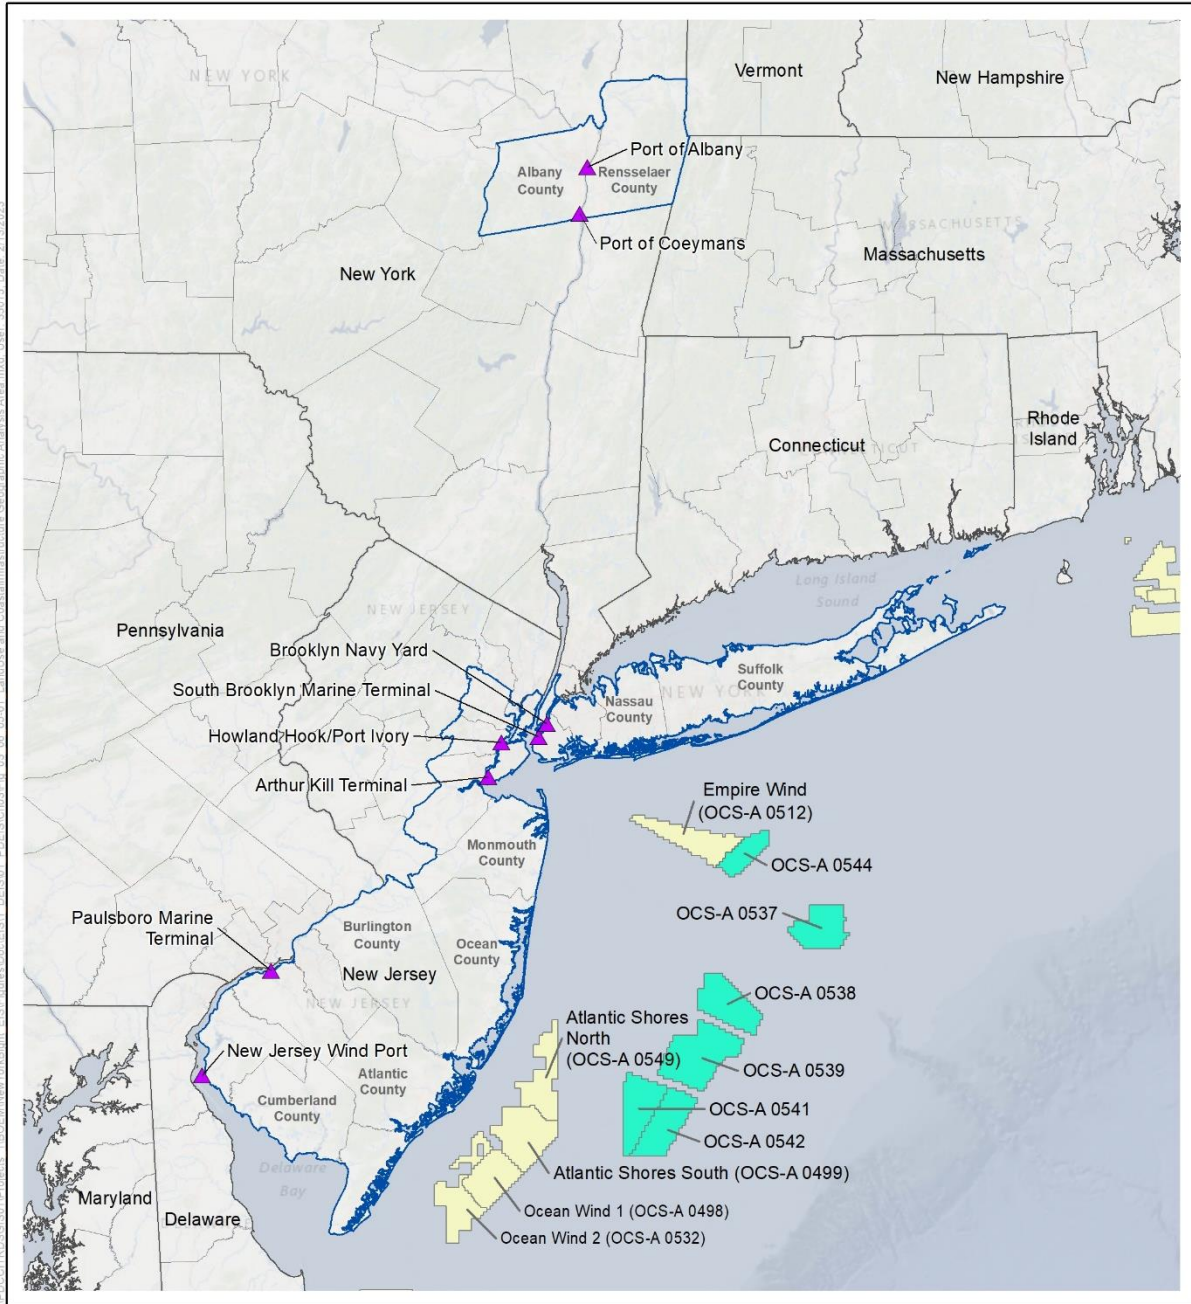 NEW YORK
Vermont
New Hampshire
Port of Albany
Albany
County
Rensselaer
County
MASSACHUSETTS
Port of Coeymans
Massachusetts
New York
Rhode
Island
Connecticut
Long Island
Sound
NEW JERSEY
Pennsylvania
Brooklyn Navy Yard
South Brooklyn Marine Terminal
Suffolk
County
NEW YORK
Nassau
County
Howland Hook/Port Ivory
Arthur Kill Terminal
Empire Wind
(OCS-A 0512)
Monmouth
County
OCS-A 0544
Paulsboro Marine
Terminal
OCS-A 0537
Burlington
County
Ocean
County
New Jersey
NEW JERSEY
OCS-A 0538
Atlantic Shores
North
(OCS-A 0549)
New Jersey Wind Port
OCS-A 0539
Atlantic
County
Cumberland
County
OCS-A 0541
OCS-A 0542
Delaware
Bay
Atlantic Shores South (OCS-A 0499)
Maryland
Delaware
Ocean Wind 1 (OCS-A 0498)
Ocean Wind 2 (OCS-A 0532)